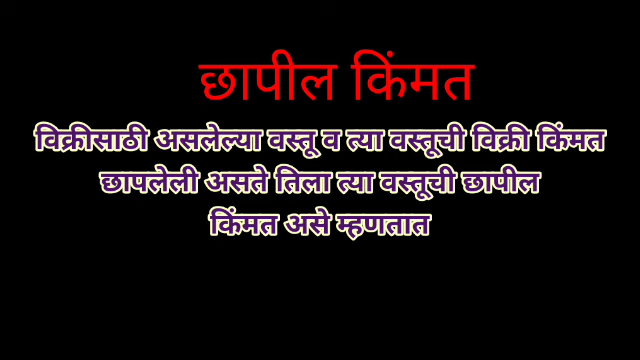 छापील किंमत
विक्रीसाठी असलेल्या वस्तू व त्या वस्तूची विक्री किंमत
छापलेली असते तिला त्या वस्तूची छापील
किंमत असे म्हणतात